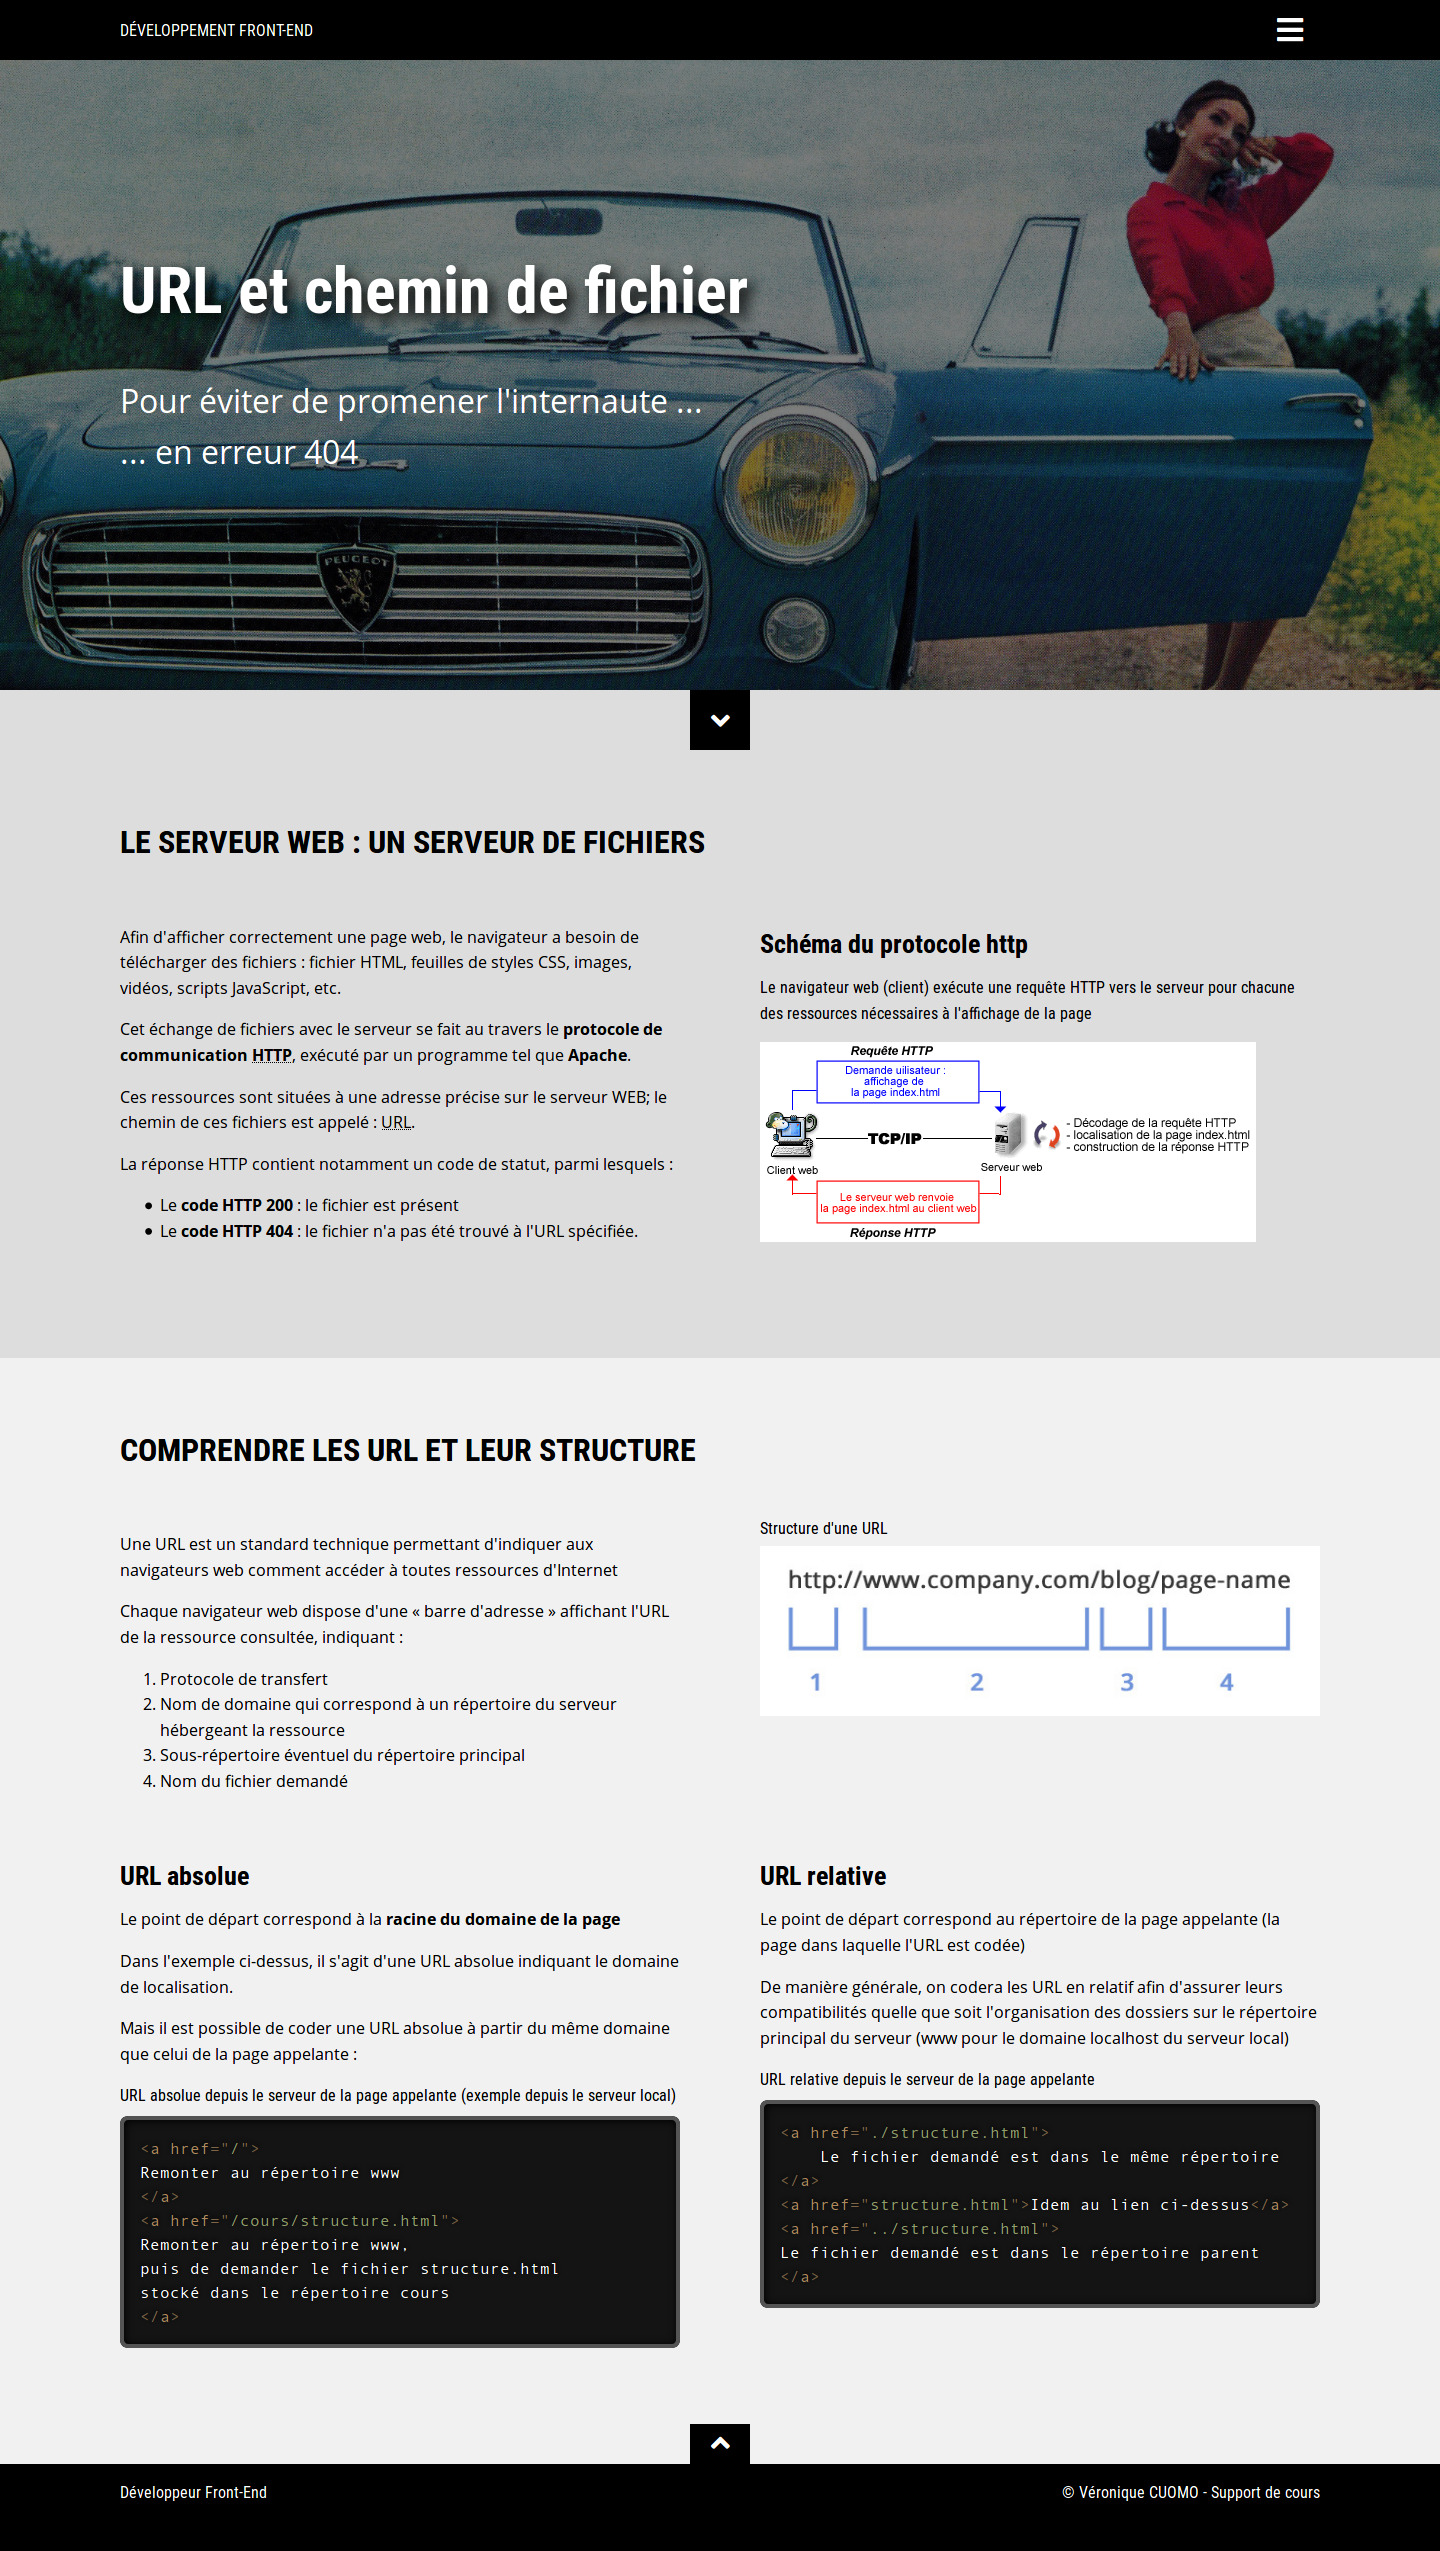 DÉVELOPPEMENT FRONT-END
URL et chemin de fichier
Pour éviter de promener l'internaute ...
... en erreur 404
PEUGEOT
LE SERVEUR WEB : UN SERVEUR DE FICHIERS
Afin d'afficher correctement une page web, le navigateur a besoin de
télécharger des fichiers : fichier HTML, feuilles de styles CSS, images,
vidéos, scripts JavaScript, etc.
Cet échange de fichiers avec le serveur se fait au travers le protocole de
communication HTTP, exécuté par un programme tel que Apache.
Ces ressources sont situées à une adresse précise sur le serveur WEB; le
chemin de ces fichiers est appelé : URL.
La réponse HTTP contient notamment un code de statut, parmi lesquels :
• Le code HTTP 200 : le fichier est présent
• Le code HTTP 404 : le fichier n'a pas été trouvé à l'URL spécifiée.
Schéma du protocole http
Le navigateur web (client) exécute une requête HTTP vers le serveur pour chacune
des ressources nécessaires à l'affichage de la page
Requête HTTP
Demande uilisateur :
affichage de
la page index.html
TCP/IP
- Décodage de la requête HTTP
- localisation de la page index.html
- construction de la réponse HTTP
Client web
Serveur web
Le serveur web renvoie
la page index.html au client web
Réponse HTTP
COMPRENDRE LES URL ET LEUR STRUCTURE
Une URL est un standard technique permettant d'indiquer aux
navigateurs web comment accéder à toutes ressources d'Internet
Chaque navigateur web dispose d'une « barre d'adresse » affichant l'URL
de la ressource consultée, indiquant :
1. Protocole de transfert
2. Nom de domaine qui correspond à un répertoire du serveur
hébergeant la ressource
3. Sous-répertoire éventuel du répertoire principal
4. Nom du fichier demandé
Structure d'une URL
http://www.company.com/blog/page-name
1 2 3 4
URL absolue
Le point de départ correspond à la racine du domaine de la page
Dans l'exemple ci-dessus, il s'agit d'une URL absolue indiquant le domaine
de localisation.
Mais il est possible de coder une URL absolue à partir du même domaine
que celui de la page appelante :
URL absolue depuis le serveur de la page appelante (exemple depuis le serveur local)
<a href="/">
Remonter au répertoire www
</a>
<a href="/cours/structure.html">
Remonter au répertoire www,
puis de demander le fichier structure.html
stocké dans le répertoire cours
</a>
URL relative
Le point de départ correspond au répertoire de la page appelante (la
page dans laquelle l'URL est codée)
De manière générale, on codera les URL en relatif afin d'assurer leurs
compatibilités quelle que soit l'organisation des dossiers sur le répertoire
principal du serveur (www pour le domaine localhost du serveur local)
URL relative depuis le serveur de la page appelante
<a href="./structure.html">
Le fichier demandé est dans le même répertoire
</a>
<a href="structure.html">Idem au lien ci-dessus</a>
<a href="../structure.html">
Le fichier demandé est dans le répertoire parent
</a>
Développeur Front-End
© Véronique CUOMO - Support de cours